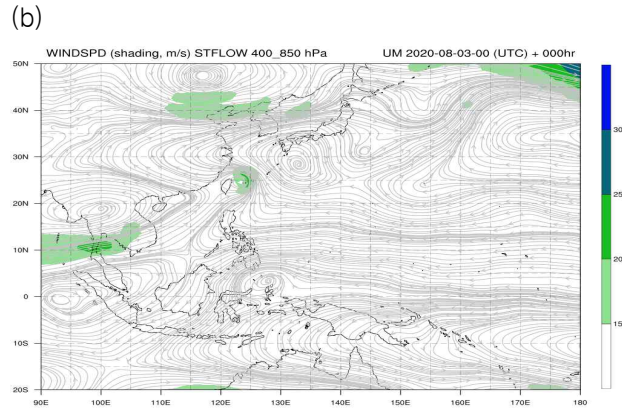 (b)
WINDSPD (shading, m/s) STFLOW 400_850 hPa UM 2020-08-03-00 (UTC) + 000hr
50N
40N
30N
20N
10N
0
10S
20S
90E 100E 110E 120E 130E 140E 150E 160E 170E 180
30
25
20
15